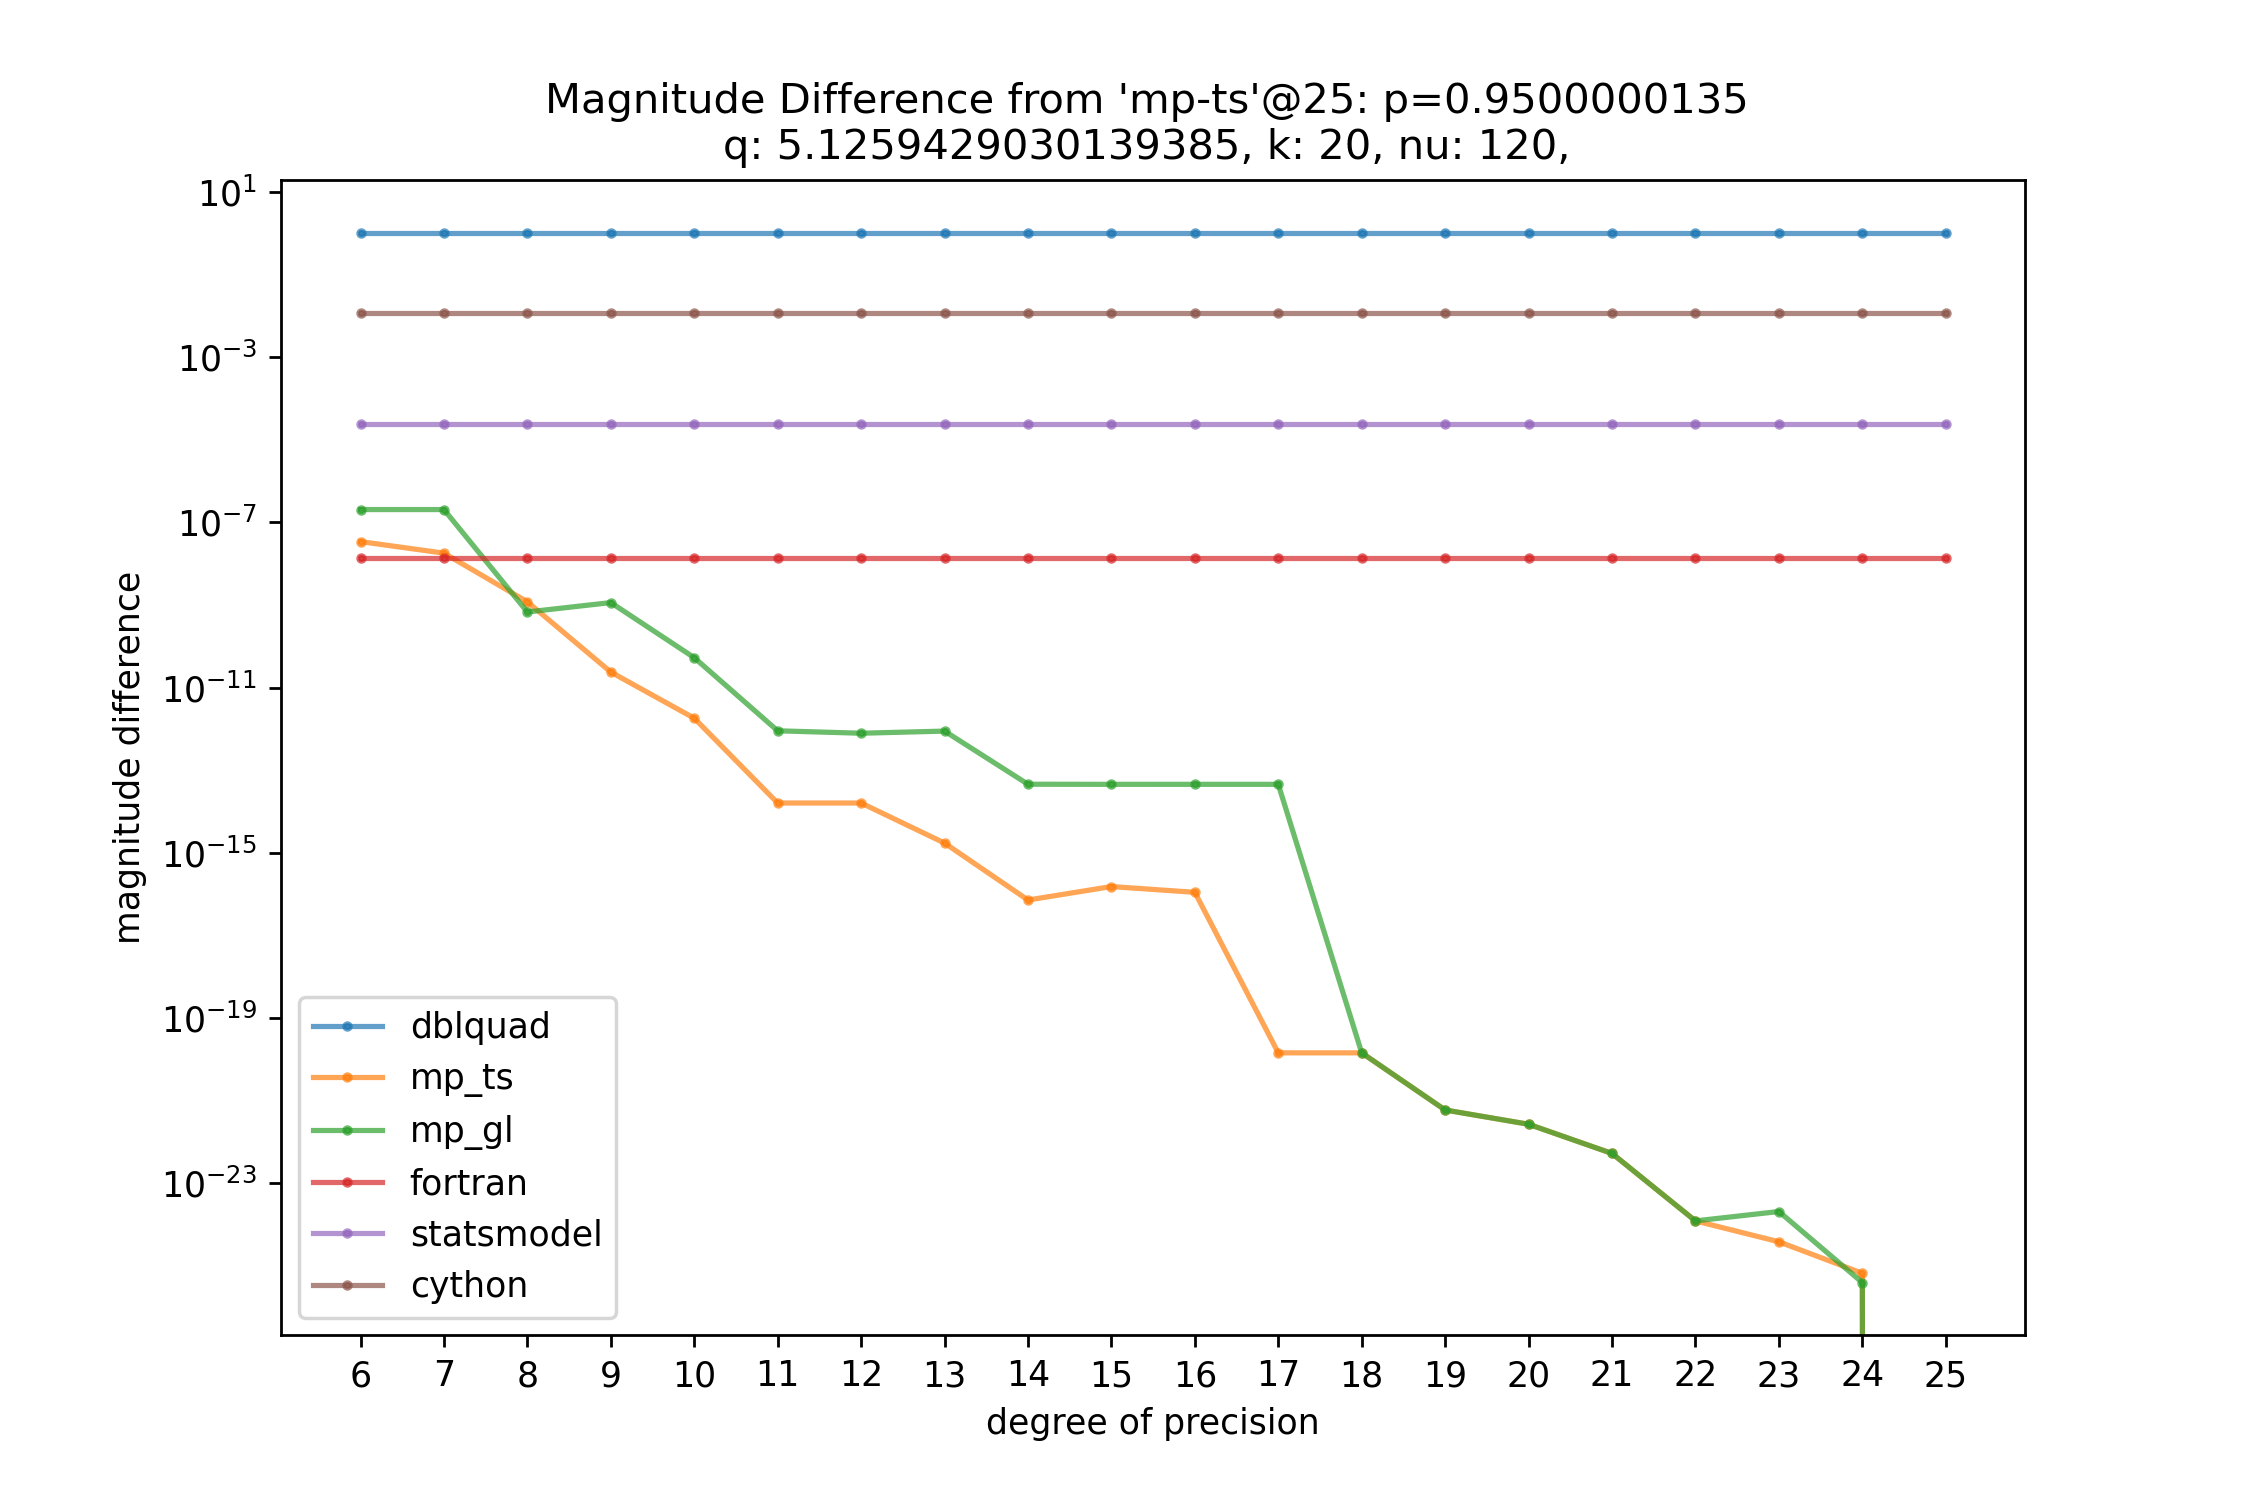 Magnitude Difference from 'mp-ts'@25: p=0.9500000135
q: 5.1259429030139385, k: 20, nu: 120,
10¹
10⁻³
10⁻⁷
10⁻¹¹
10⁻¹⁵
10⁻¹⁹
10⁻²³
magnitude difference
dblquad
mp_ts
mp_gl
fortran
statsmodel
cython
6 7 8 9 10 11 12 13 14 15 16 17 18 19 20 21 22 23 24 25
degree of precision